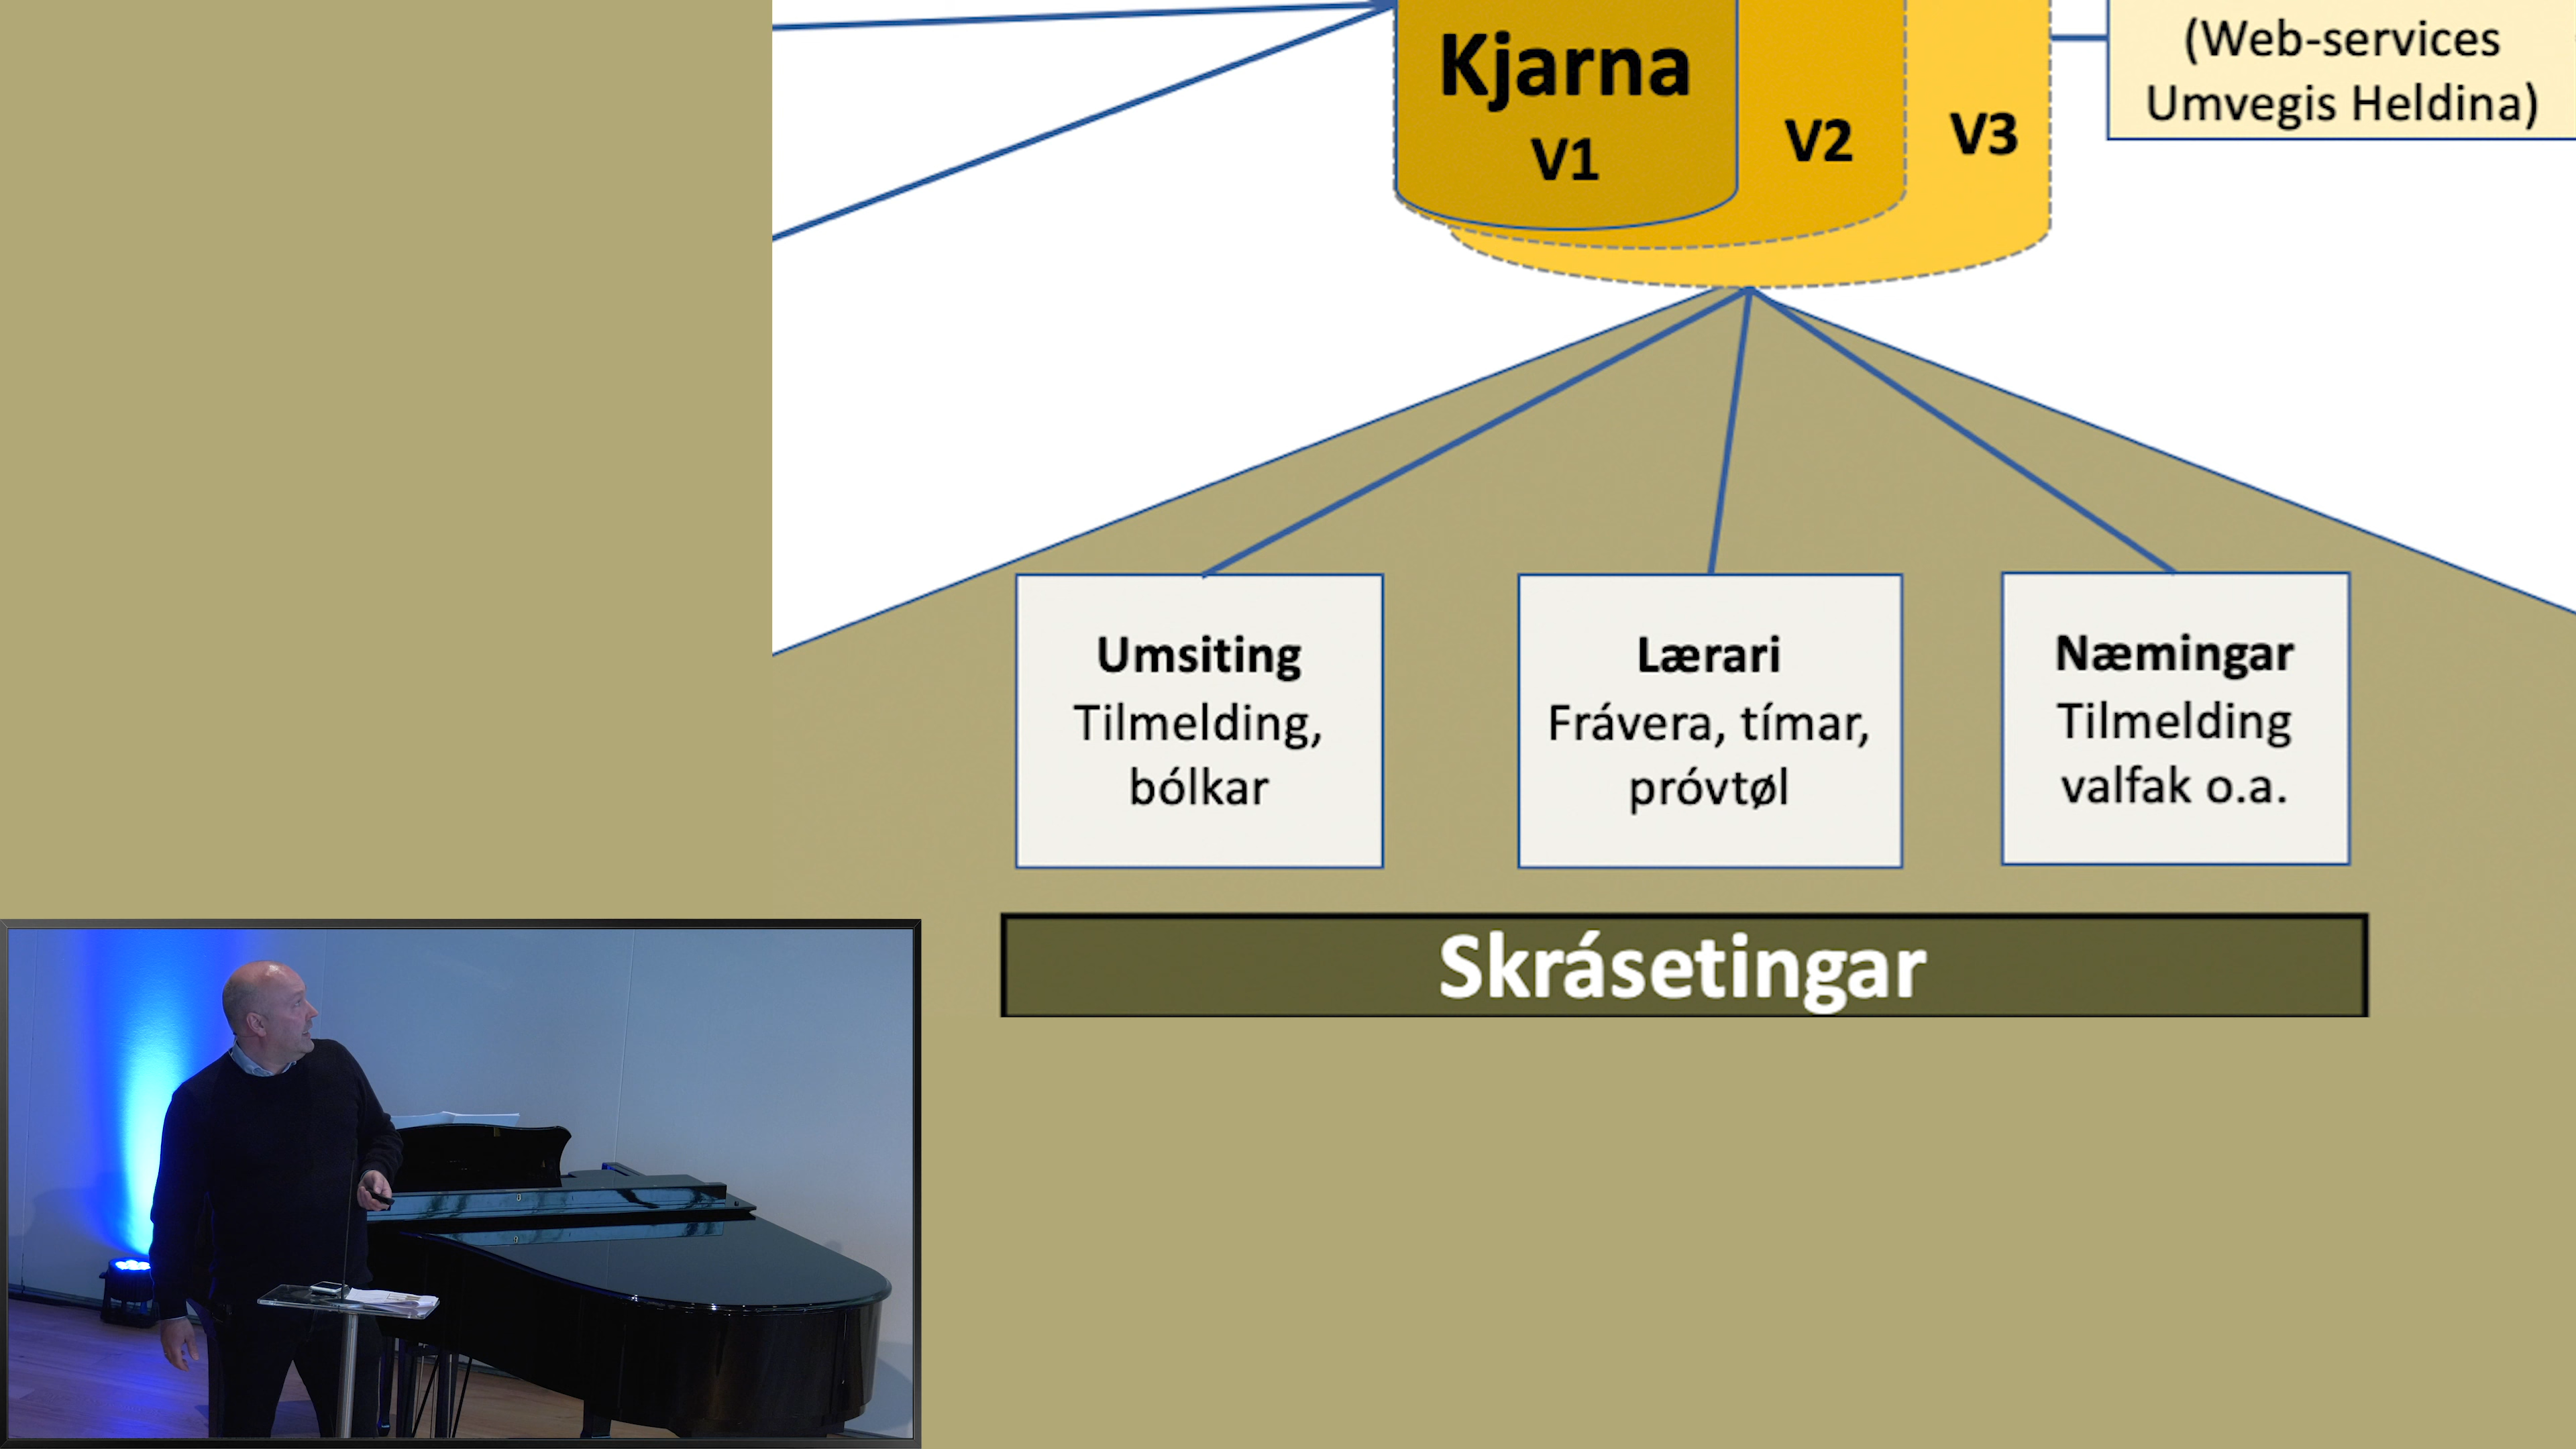 Kjarna
V1
V2
V3
(Web-services
Umvegis Heldina)
Umsiting
Tilmelding,
bólkar
Lærari
Frávera, tímar,
próvtøl
Næmingar
Tilmelding
valfak o.a.
Skrásetingar